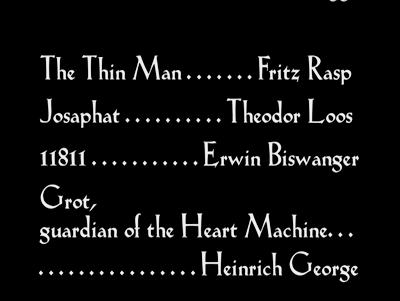 The Thin Man.......Fritz Rasp
Josaphat..........Theodor Loos
11811...........Erwin Biswanger
Grot,
guardian of the Heart Machine...
................Heinrich George